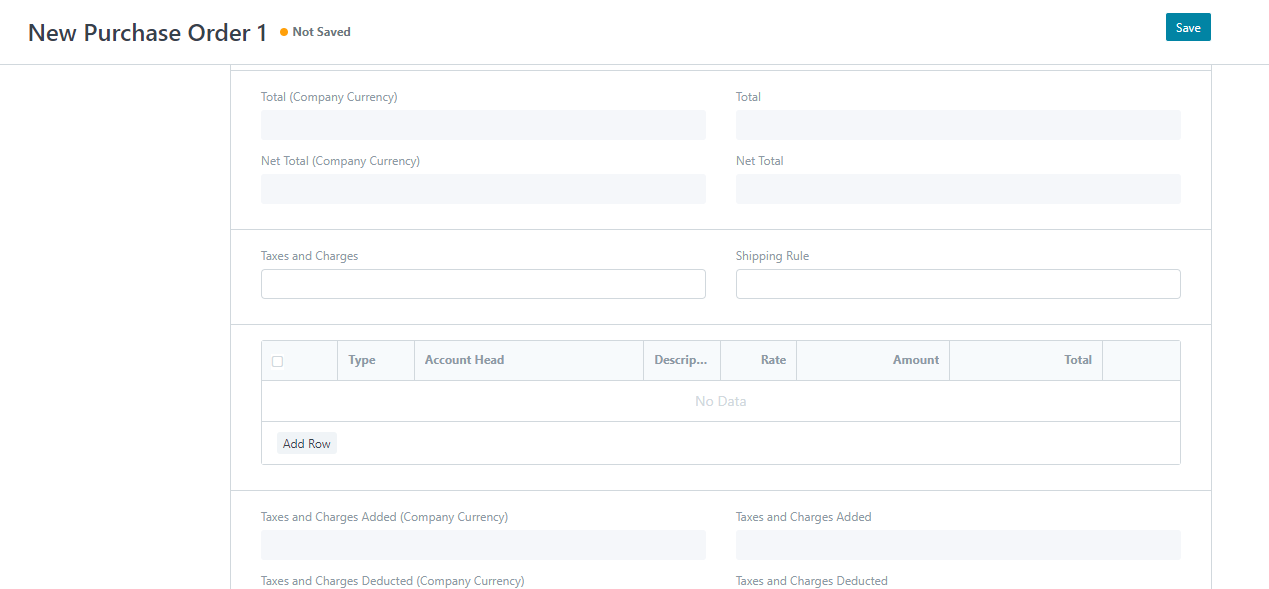 New Purchase Order 1 Not Saved Save
Total (Company Currency) Total
Net Total (Company Currency) Net Total
Taxes and Charges Shipping Rule
Type Account Head Descrip... Rate Amount Total
No Data
Add Row
Taxes and Charges Added (Company Currency) Taxes and Charges Added
Taxes and Charges Deducted (Company Currency) Taxes and Charges Deducted